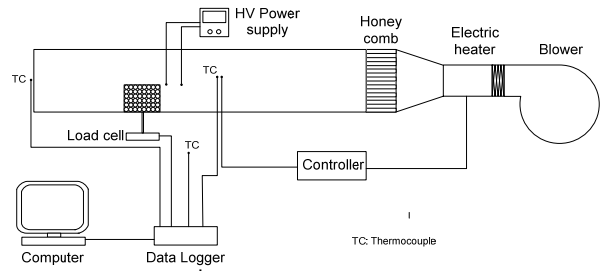 HV Power
supply
Honey
comb
Electric
heater
Blower
TC
TC
Load cell
TC
Controller
TC: Thermocouple
Computer
Data Logger